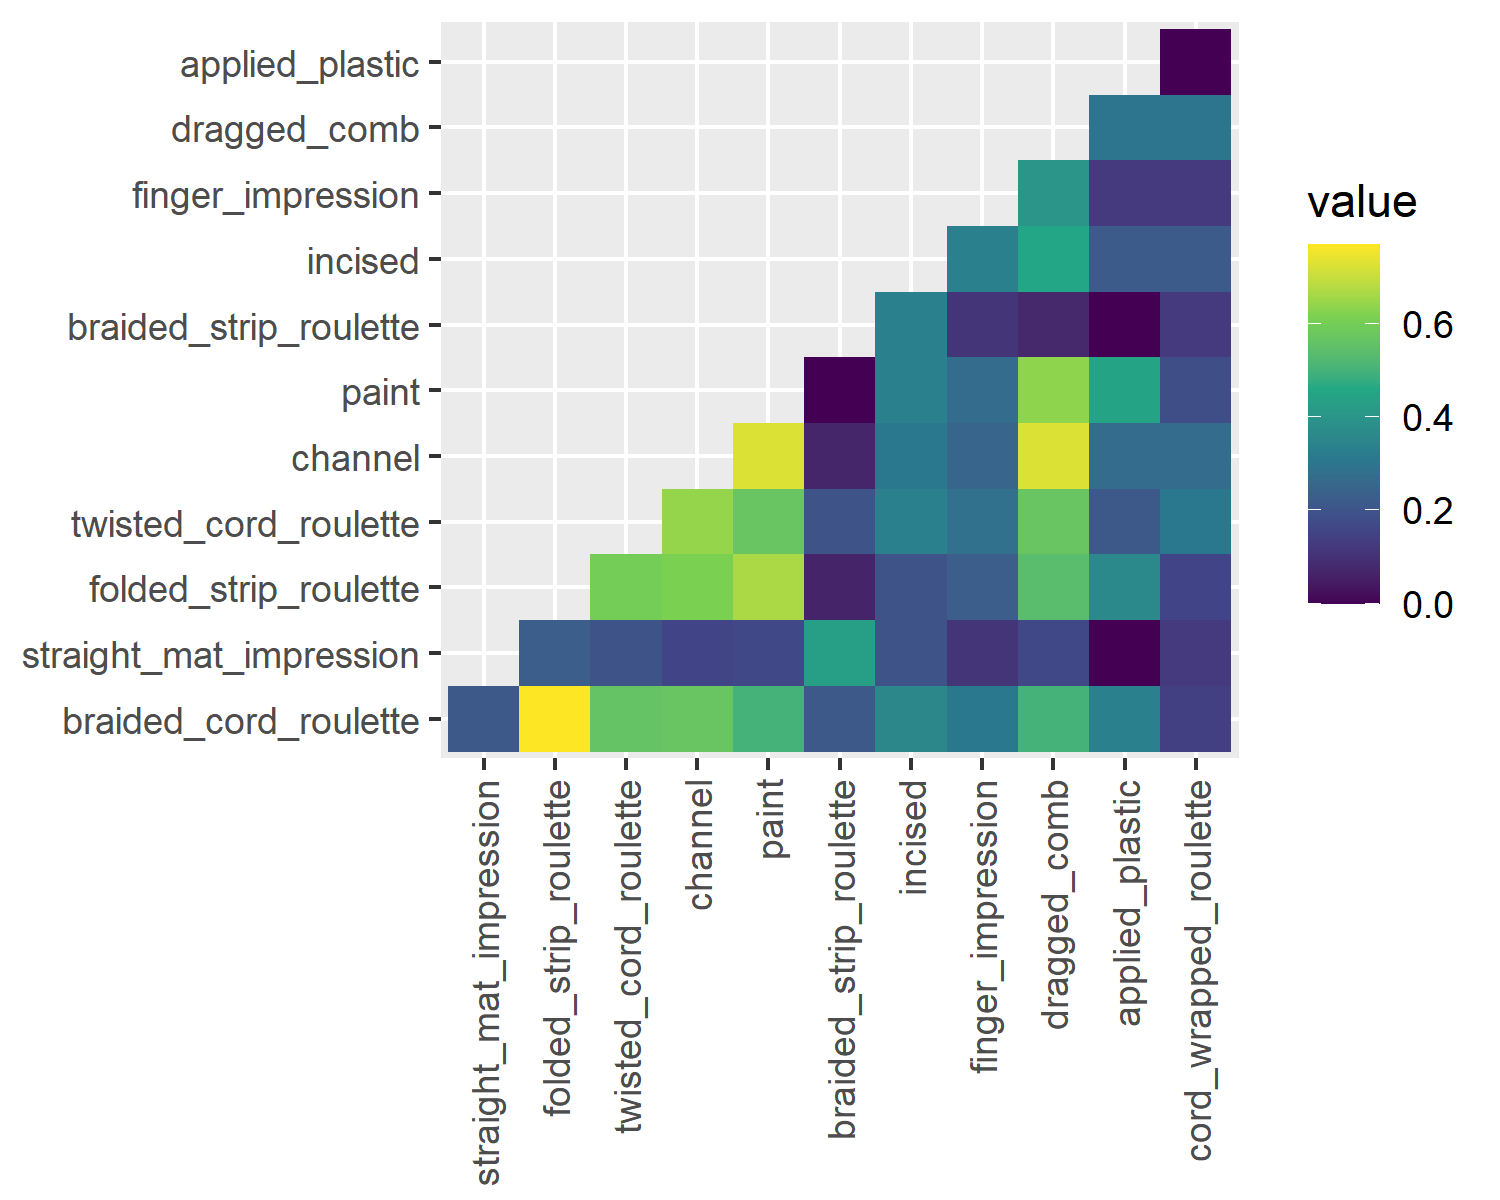 applied_plastic
dragged_comb
finger_impression
incised
braided_strip_roulette
paint
channel
twisted_cord_roulette
folded_strip_roulette
straight_mat_impression
braided_cord_roulette
straight_mat_impression
folded_strip_roulette
twisted_cord_roulette
channel
paint
braided_strip_roulette
incised
finger_impression
dragged_comb
applied_plastic
cord_wrapped_roulette
value
0.6
0.4
0.2
0.0